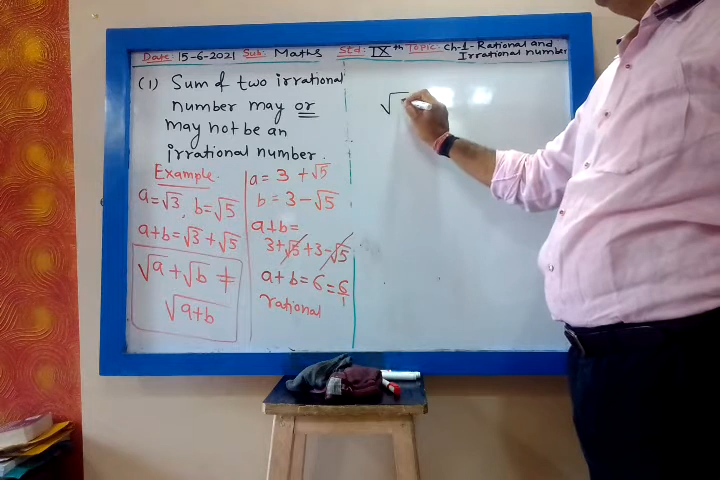 Date: 15-6-2021 Sub: Maths Std: IXth Topic: Ch-1-Rational and
Irrational number
(1) Sum of two irrational
number may or
may not be an
irrational number.
Example.
a=√3, b=√5
a+b=√3+√5
√a+√b ≠
√a+b
a= 3 +√5
b = 3-√5
a+b=
3+√5+3-√5
a+b=6=6/1
rational
√